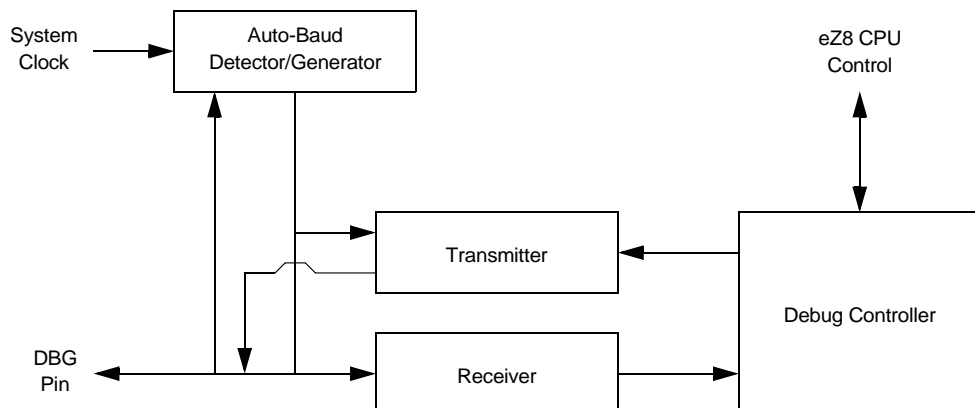 System
Clock
Auto-Baud
Detector/Generator
eZ8 CPU
Control
Transmitter
Debug Controller
DBG
Pin
Receiver